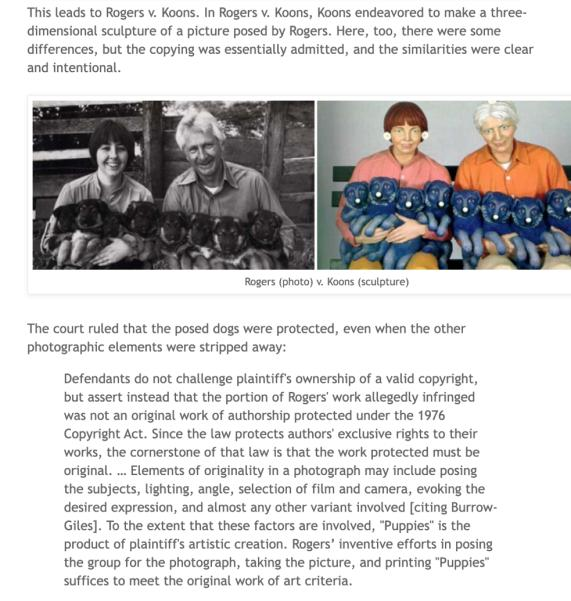 This leads to Rogers v. Koons. In Rogers v. Koons, Koons endeavored to make a three-
dimensional sculpture of a picture posed by Rogers. Here, too, there were some
differences, but the copying was essentially admitted, and the similarities were clear
and intentional.
Rogers (photo) v. Koons (sculpture)
The court ruled that the posed dogs were protected, even when the other
photographic elements were stripped away:
Defendants do not challenge plaintiff's ownership of a valid copyright,
but assert instead that the portion of Rogers' work allegedly infringed
was not an original work of authorship protected under the 1976
Copyright Act. Since the law protects authors' exclusive rights to their
works, the cornerstone of that law is that the work protected must be
original. … Elements of originality in a photograph may include posing
the subjects, lighting, angle, selection of film and camera, evoking the
desired expression, and almost any other variant involved [citing Burrow-
Giles]. To the extent that these factors are involved, "Puppies" is the
product of plaintiff's artistic creation. Rogers’ inventive efforts in posing
the group for the photograph, taking the picture, and printing "Puppies"
suffices to meet the original work of art criteria.